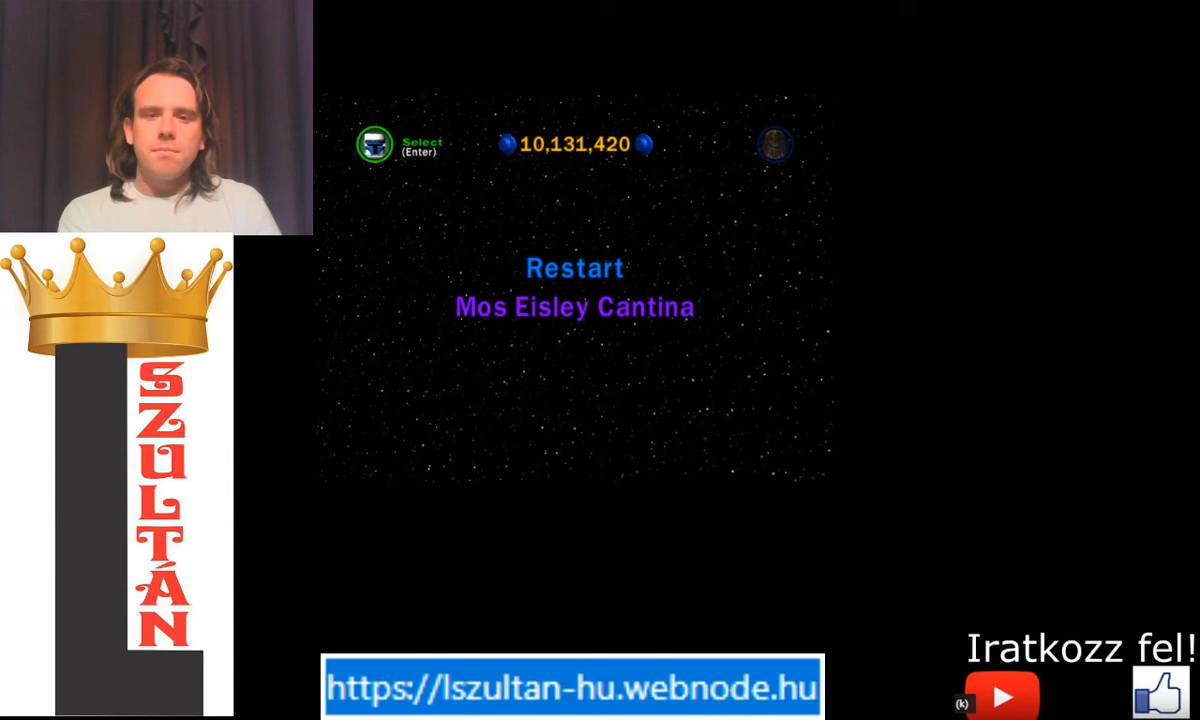 Select
(Enter)
10,131,420
Restart
Mos Eisley Cantina
L
SZULTÁN
https://lszultan-hu.webnode.hu
Iratkozz fel!
(k)